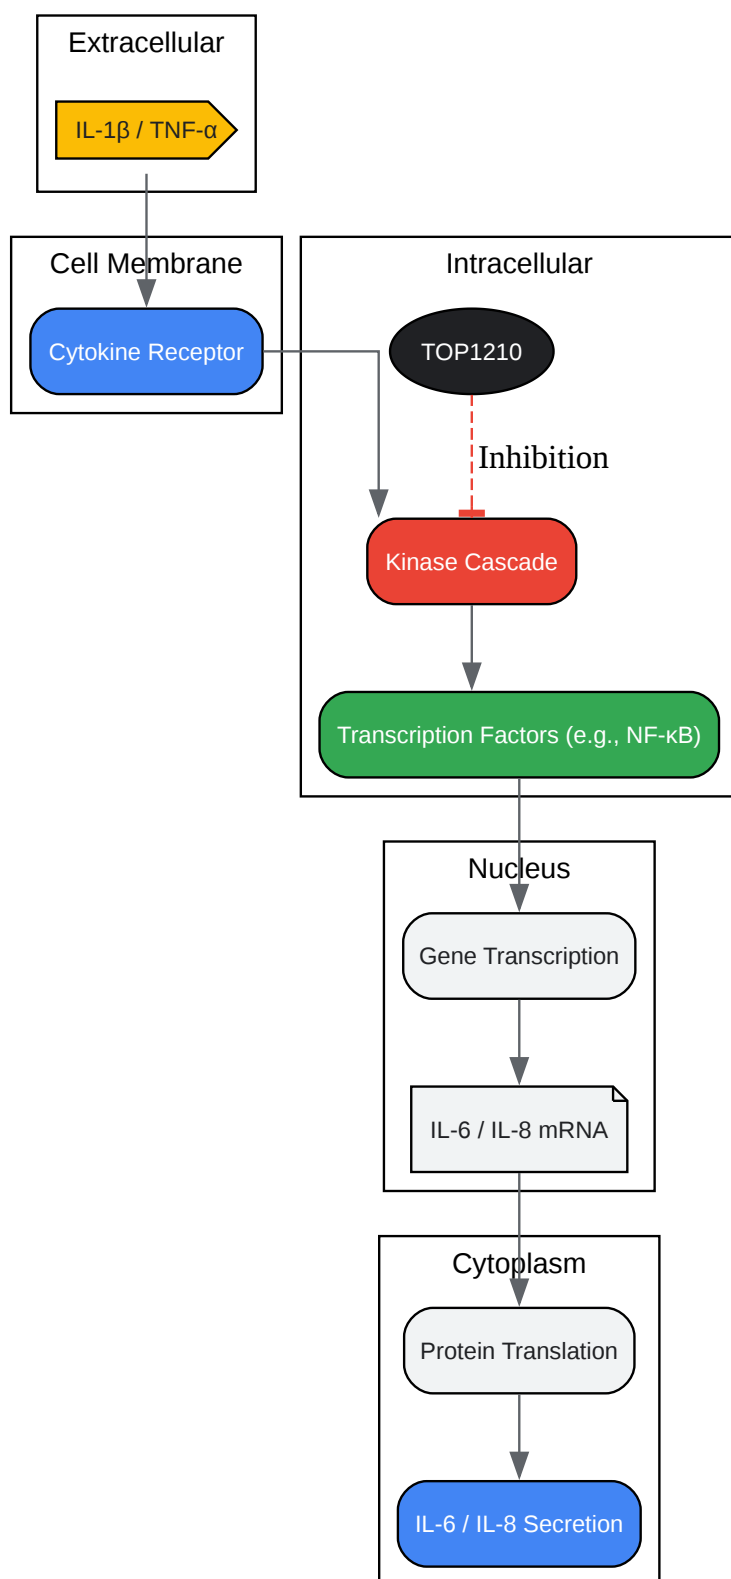 Extracellular
IL-1β / TNF-α
Cell Membrane
Cytokine Receptor
Intracellular
TOP1210
Inhibition
Kinase Cascade
Transcription Factors (e.g., NF-κB)
Nucleus
Gene Transcription
IL-6 / IL-8 mRNA
Cytoplasm
Protein Translation
IL-6 / IL-8 Secretion